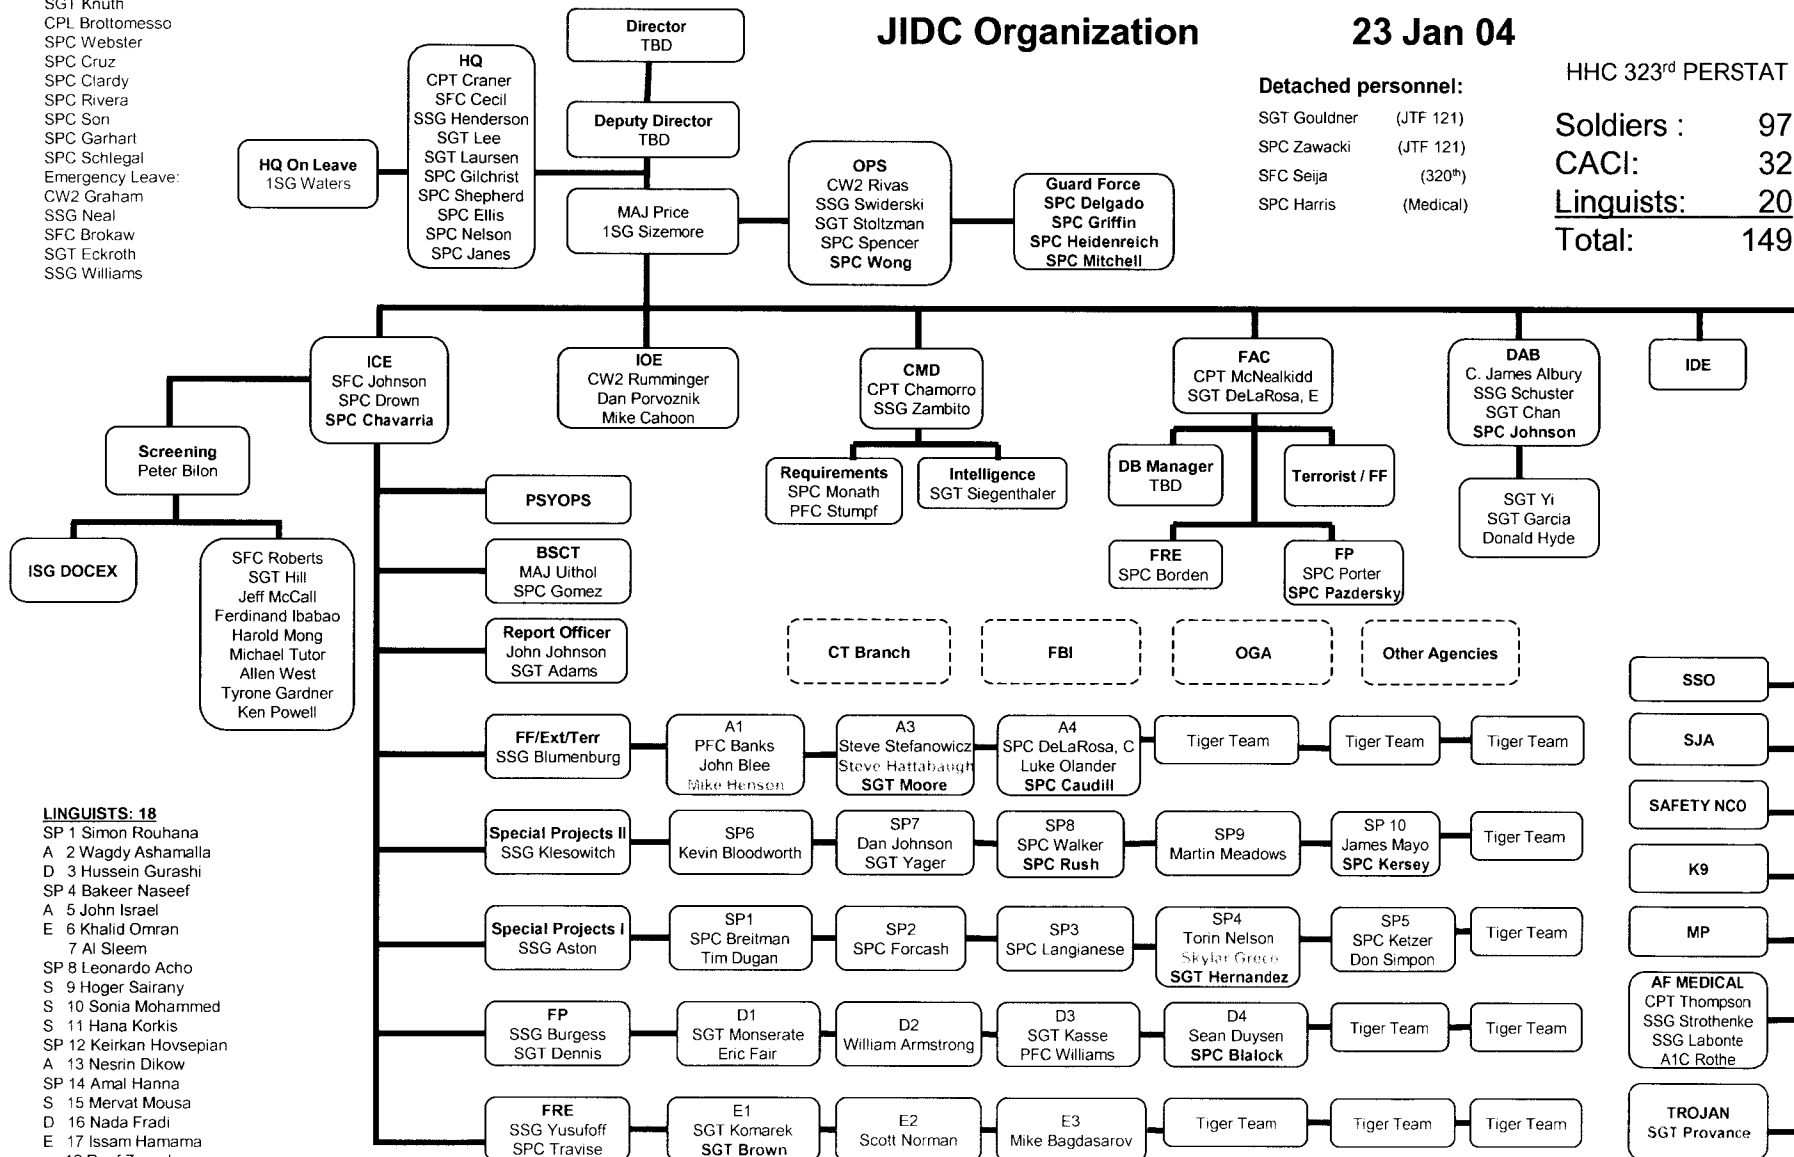 SGT Knuth
CPL Brottomesso
SPC Webster
SPC Cruz
SPC Clardy
SPC Rivera
SPC Son
SPC Garhart
SPC Schlegal
Emergency Leave:
CW2 Graham
SSG Neal
SFC Brokaw
SGT Eckroth
SSG Williams
HQ On Leave
1SG Waters
HQ
CPT Craner
SFC Cecil
SSG Henderson
SGT Lee
SGT Laursen
SPC Gilchrist
SPC Shepherd
SPC Ellis
SPC Nelson
SPC Janes
Director
TBD
Deputy Director
TBD
MAJ Price
1SG Sizemore
JIDC Organization
23 Jan 04
OPS
CW2 Rivas
SSG Swiderski
SGT Stoltzman
SPC Spencer
SPC Wong
Guard Force
SPC Delgado
SPC Griffin
SPC Heidenreich
SPC Mitchell
Detached personnel:
SGT Gouldner (JTF 121)
SPC Zawacki (JTF 121)
SFC Seija (320th)
SPC Harris (Medical)
HHC 323rd PERSTAT
Soldiers : 97
CACI: 32
Linguists: 20
Total: 149
ICE
SFC Johnson
SPC Drown
SPC Chavarria
IOE
CW2 Rumminger
Dan Porvoznik
Mike Cahoon
CMD
CPT Chamorro
SSG Zambito
FAC
CPT McNealkidd
SGT DeLaRosa, E
DAB
C. James Albury
SSG Schuster
SGT Chan
SPC Johnson
IDE
Screening
Peter Bilon
Requirements
SPC Monath
PFC Stumpf
Intelligence
SGT Siegenthaler
DB Manager
TBD
Terrorist / FF
SGT Yi
SGT Garcia
Donald Hyde
ISG DOCEX
SFC Roberts
SGT Hill
Jeff McCall
Ferdinand Ibabao
Harold Mong
Michael Tutor
Allen West
Tyrone Gardner
Ken Powell
PSYOPS
BSCT
MAJ Uithol
SPC Gomez
FRE
SPC Borden
FP
SPC Porter
SPC Pazdersky
Report Officer
John Johnson
SGT Adams
CT Branch
FBI
OGA
Other Agencies
SSO
SJA
SAFETY NCO
K9
MP
AF MEDICAL
CPT Thompson
SSG Strothenke
SSG Labonte
A1C Rothe
TROJAN
SGT Provance
FF/Ext/Terr
SSG Blumenburg
A1
PFC Banks
John Blee
Mike Henson
A3
Steve Stefanowicz
Steve Hattabaugh
SGT Moore
A4
SPC DeLaRosa, C
Luke Olander
SPC Caudill
Tiger Team
Tiger Team
Tiger Team
Special Projects II
SSG Klesowitch
SP6
Kevin Bloodworth
SP7
Dan Johnson
SGT Yager
SP8
SPC Walker
SPC Rush
SP9
Martin Meadows
SP 10
James Mayo
SPC Kersey
Tiger Team
Special Projects I
SSG Aston
SP1
SPC Breitman
Tim Dugan
SP2
SPC Forcash
SP3
SPC Langianese
SP4
Torin Nelson
Skylar Greco
SGT Hernandez
SP5
SPC Ketzer
Don Simpon
Tiger Team
FP
SSG Burgess
SGT Dennis
D1
SGT Monserate
Eric Fair
D2
William Armstrong
D3
SGT Kasse
PFC Williams
D4
Sean Duysen
SPC Blalock
Tiger Team
Tiger Team
FRE
SSG Yusufoff
SPC Travise
E1
SGT Komarek
SGT Brown
E2
Scott Norman
E3
Mike Bagdasarov
Tiger Team
Tiger Team
Tiger Team
LINGUISTS: 18
SP 1 Simon Rouhana
A 2 Wagdy Ashamalla
D 3 Hussein Gurashi
SP 4 Bakeer Naseef
A 5 John Israel
E 6 Khalid Omran
7 Al Sleem
SP 8 Leonardo Acho
S 9 Hoger Sairany
S 10 Sonia Mohammed
S 11 Hana Korkis
SP 12 Keirkan Hovsepian
A 13 Nesrin Dikow
SP 14 Amal Hanna
S 15 Mervat Mousa
D 16 Nada Fradi
E 17 Issam Hamama